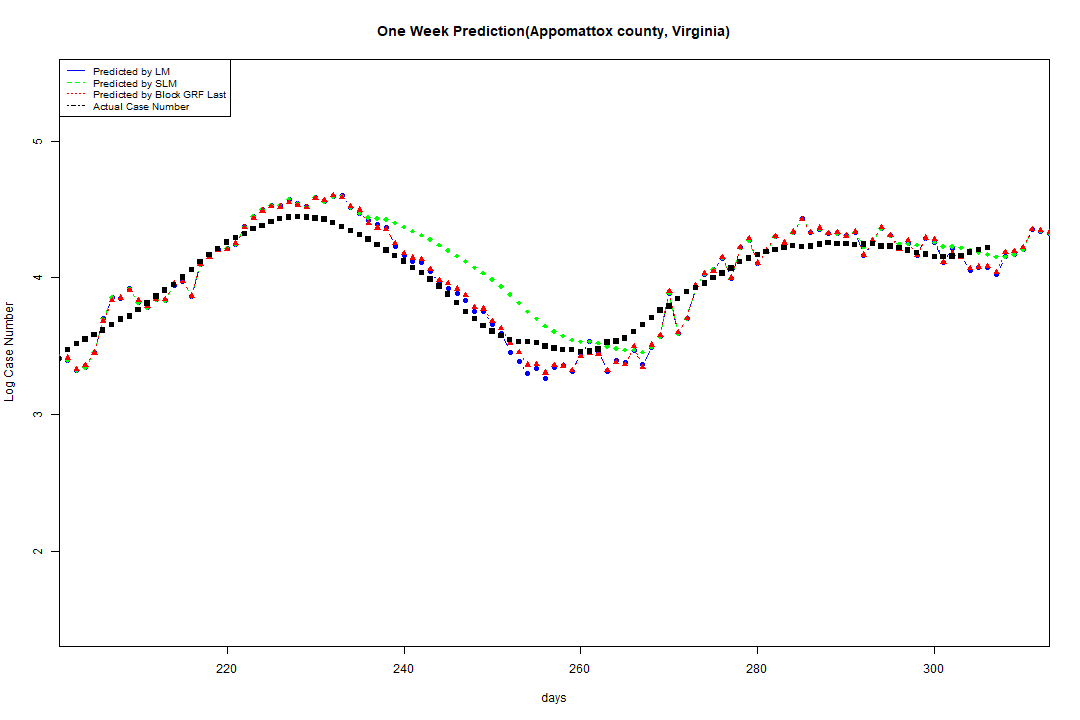 One Week Prediction(Appomattox county, Virginia)
Predicted by LM
Predicted by SLM
Predicted by Block GRF Last
Actual Case Number
5
4
3
2
Log Case Number
220 240 260 280 300
days